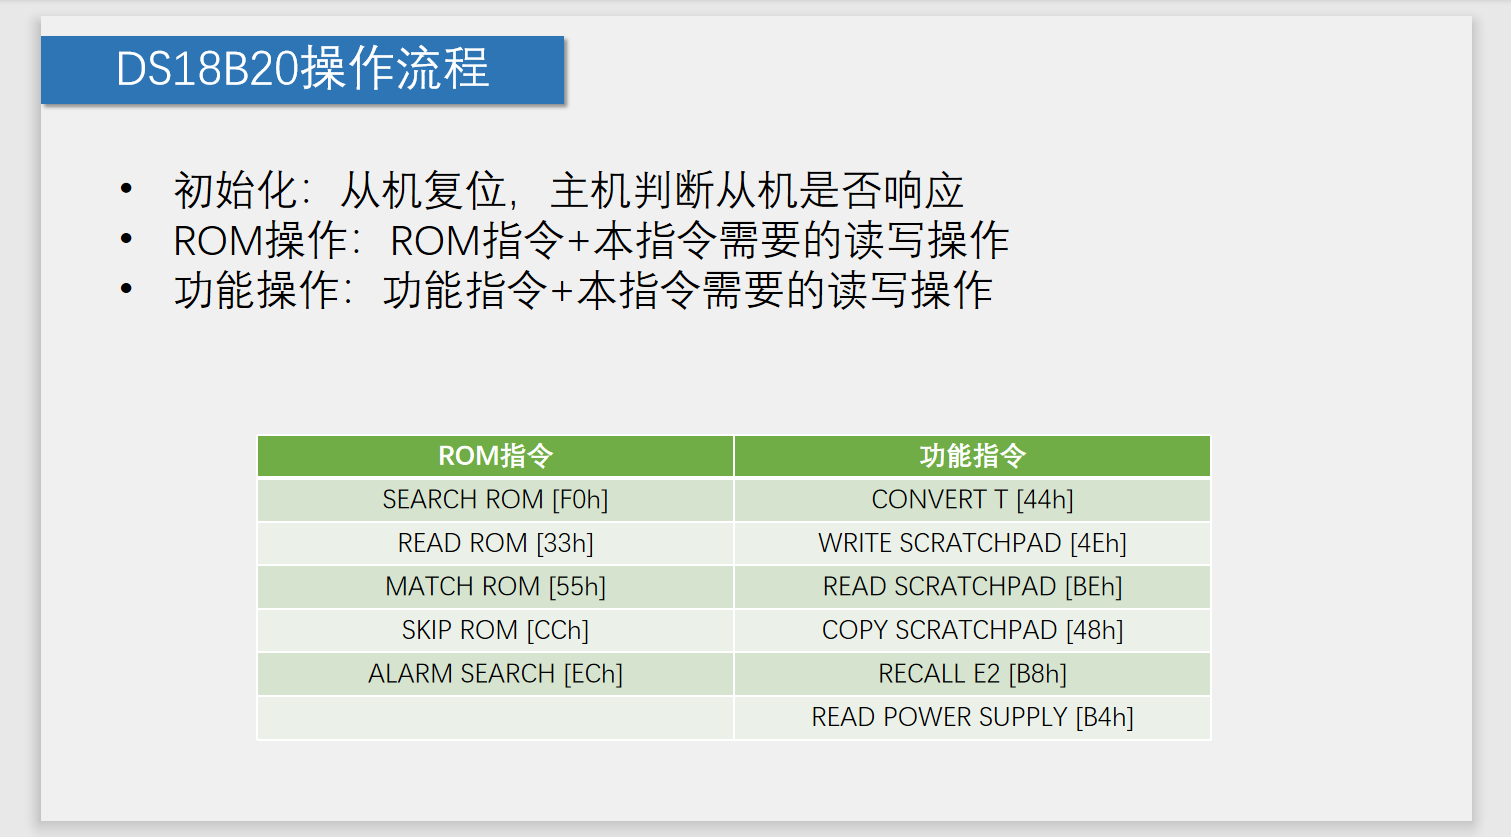 DS18B20操作流程
• 初始化：从机复位，主机判断从机是否响应
• ROM操作：ROM指令+本指令需要的读写操作
• 功能操作：功能指令+本指令需要的读写操作
ROM指令 功能指令
SEARCH ROM [F0h] CONVERT T [44h]
READ ROM [33h] WRITE SCRATCHPAD [4Eh]
MATCH ROM [55h] READ SCRATCHPAD [BEh]
SKIP ROM [CCh] COPY SCRATCHPAD [48h]
ALARM SEARCH [ECh] RECALL E2 [B8h]
READ POWER SUPPLY [B4h]